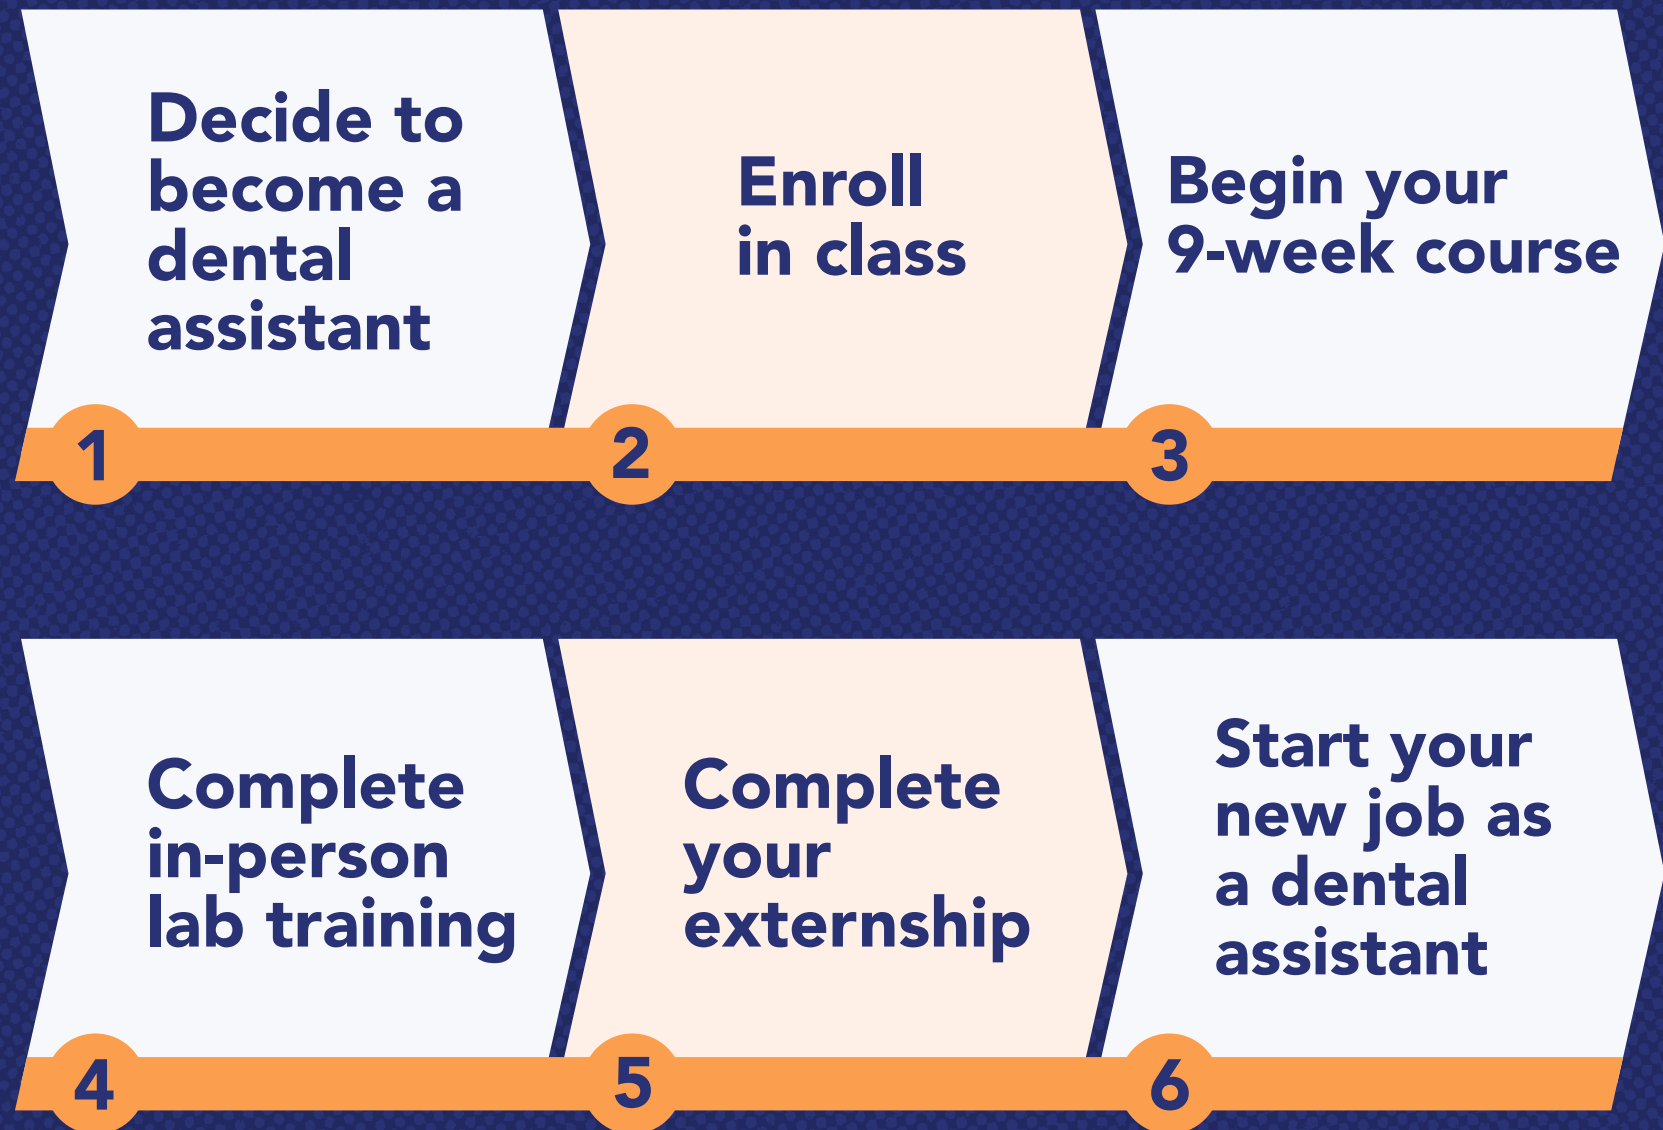 Decide to
become a
dental
assistant
1
Enroll
in class
2
Begin your
9-week course
3
Complete
in-person
lab training
4
Complete
your
externship
5
Start your
new job as
a dental
assistant
6